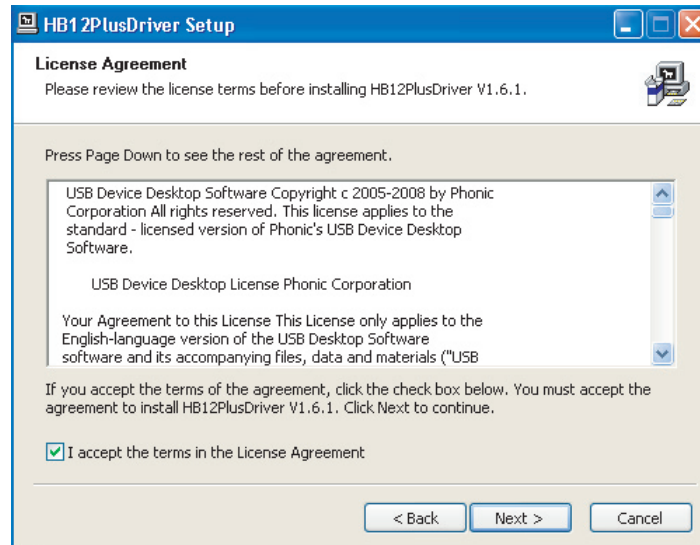 HB12PlusDriver Setup
License Agreement
Please review the license terms before installing HB12PlusDriver V1.6.1.
Press Page Down to see the rest of the agreement.
USB Device Desktop Software Copyright c 2005-2008 by Phonic
Corporation All rights reserved. This license applies to the
standard - licensed version of Phonic's USB Device Desktop
Software.
USB Device Desktop License Phonic Corporation
Your Agreement to this License This License only applies to the
English-language version of the USB Desktop Software
software and its accompanying files, data and materials ("USB
If you accept the terms of the agreement, click the check box below. You must accept the
agreement to install HB12PlusDriver V1.6.1. Click Next to continue.
I accept the terms in the License Agreement
< Back Next > Cancel